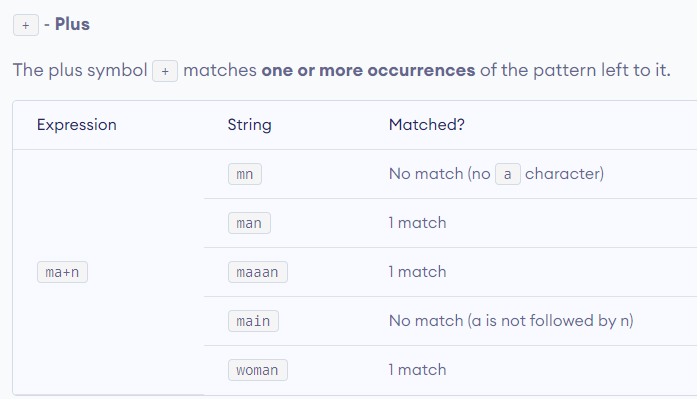 + - Plus
The plus symbol + matches one or more occurrences of the pattern left to it.
Expression String Matched?
mn No match (no a character)
man 1 match
ma+n maaan 1 match
main No match (a is not followed by n)
woman 1 match